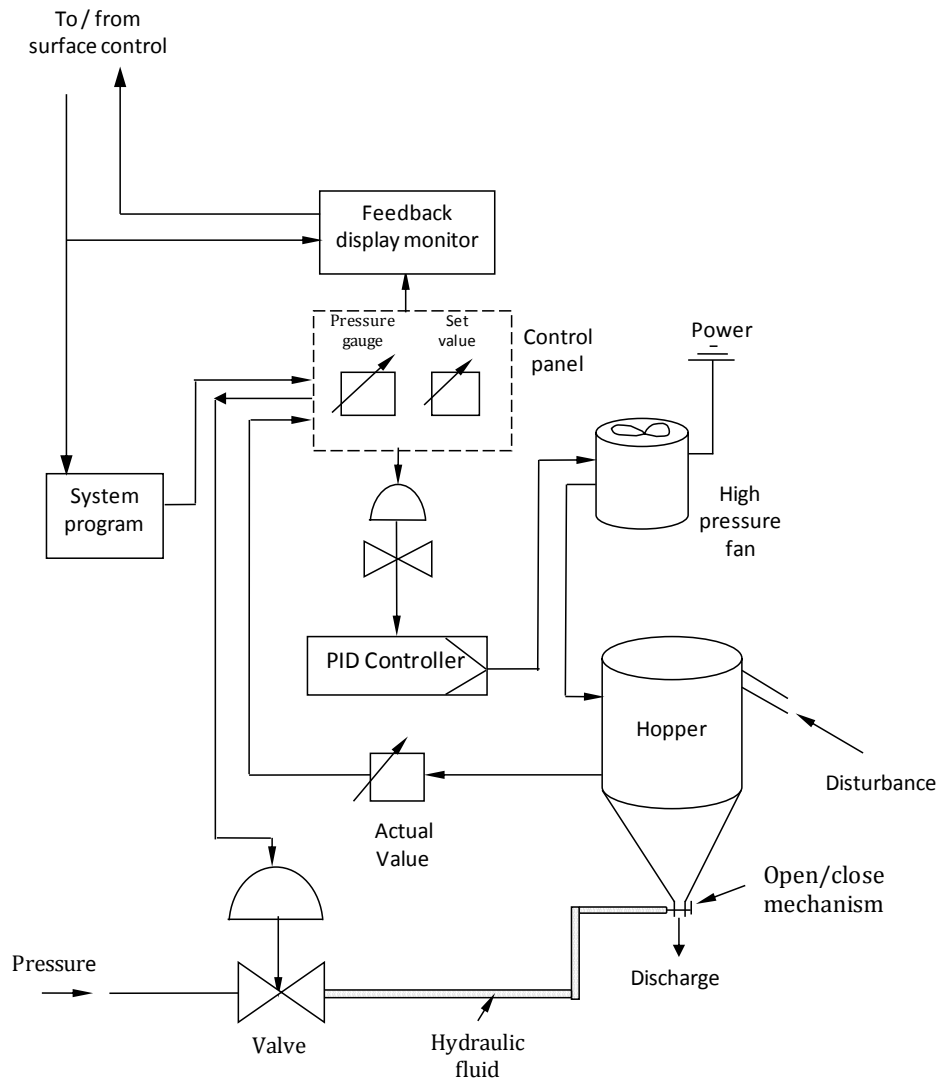 To / from
surface control
Feedback
display monitor
Pressure
gauge
Set
value
Control
panel
Power
System
program
High
pressure
fan
PID Controller
Hopper
Disturbance
Actual
Value
Open/close
mechanism
Pressure
Discharge
Valve
Hydraulic
fluid